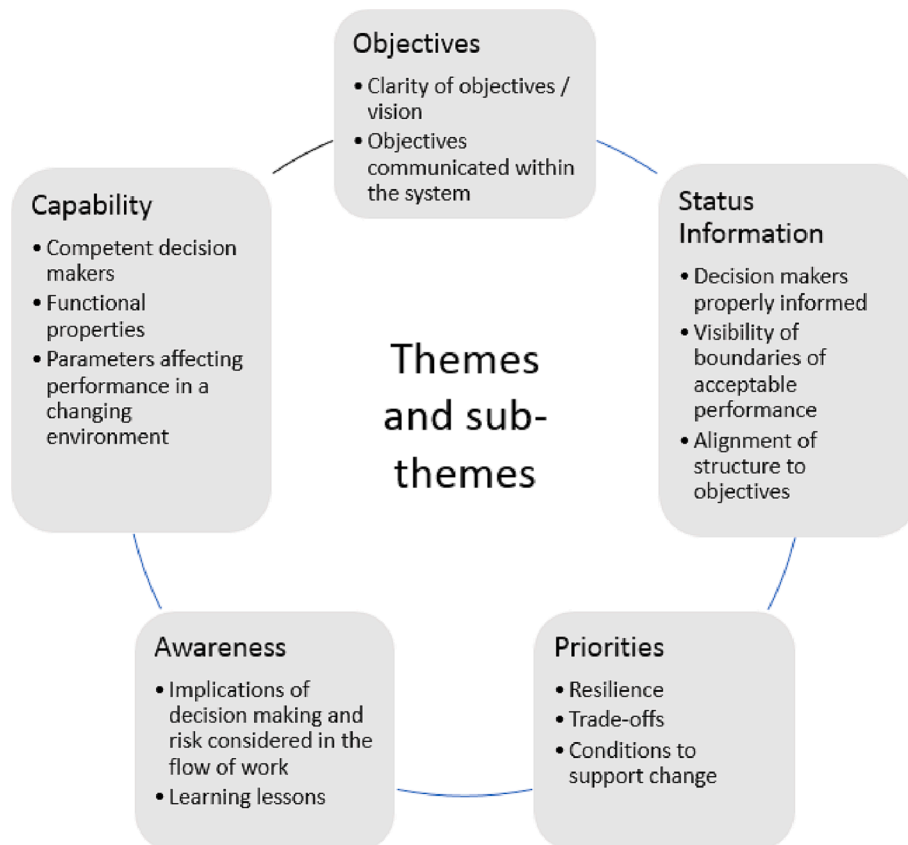 Objectives
• Clarity of objectives /
vision
• Objectives
communicated within
the system
Status
Information
• Decision makers
properly informed
• Visibility of
boundaries of
acceptable
performance
• Alignment of
structure to
objectives
Priorities
• Resilience
• Trade-offs
• Conditions to
support change
Awareness
• Implications of
decision making and
risk considered in the
flow of work
• Learning lessons
Capability
• Competent decision
makers
• Functional
properties
• Parameters affecting
performance in a
changing
environment
Themes
and sub-
themes